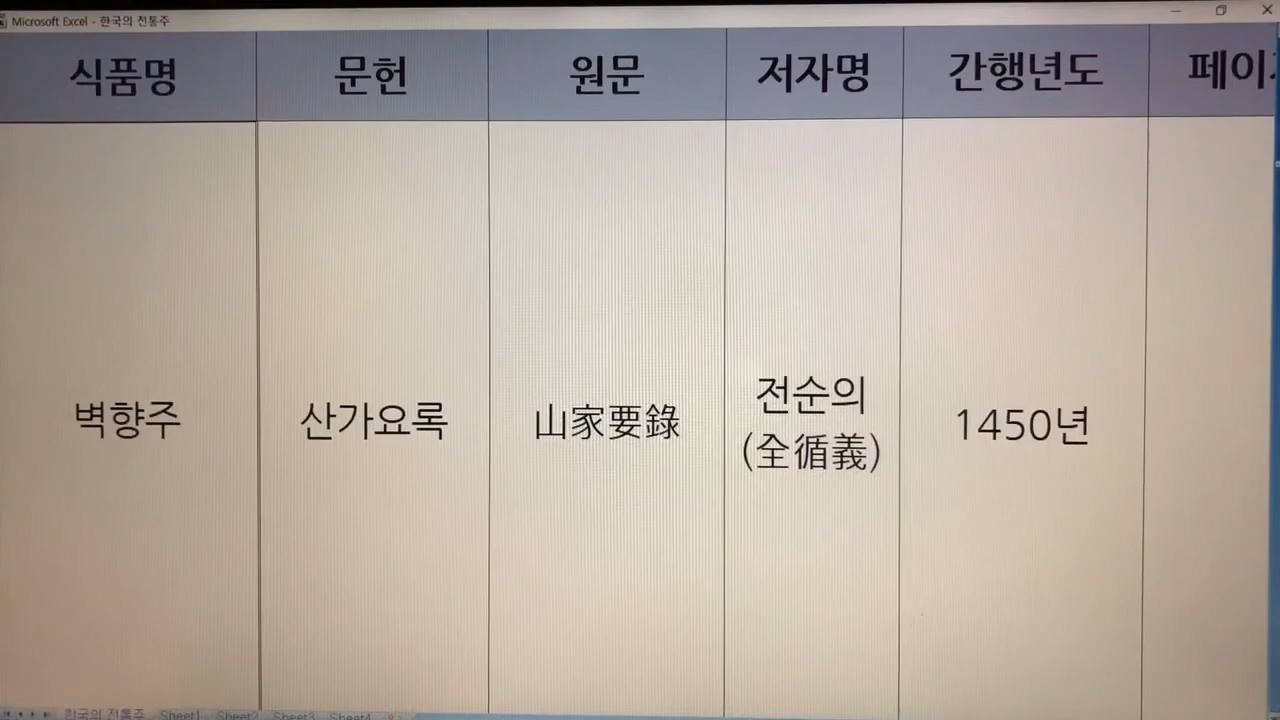 Microsoft Excel - 한국의 전통주
식품명 문헌 원문 저자명 간행년도 페이
벽향주 산가요록 山家要錄 전순의 (全循義) 1450년
한국의 전통주 Sheet1 Sheet2 Sheet3 Sheet4